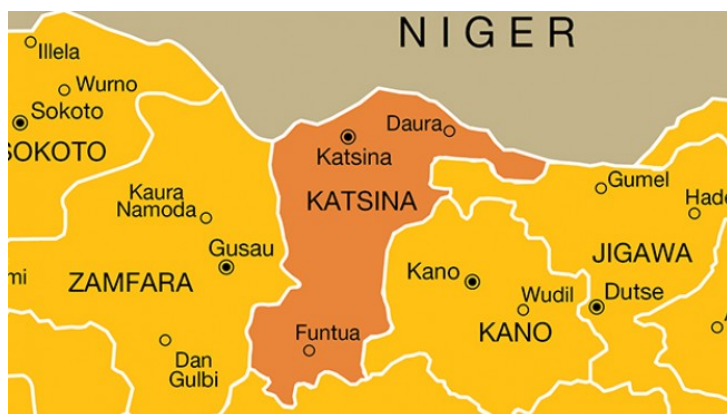 NIGER
Illela
Wurno
Sokoto
SOKOTO
Daura
Katsina
KATSINA
Gumel
Kaura
Namoda
Gusau
ZAMFARA
JIGAWA
Kano
Wudil
Dutse
KANO
Funtua
Dan
Gulbi